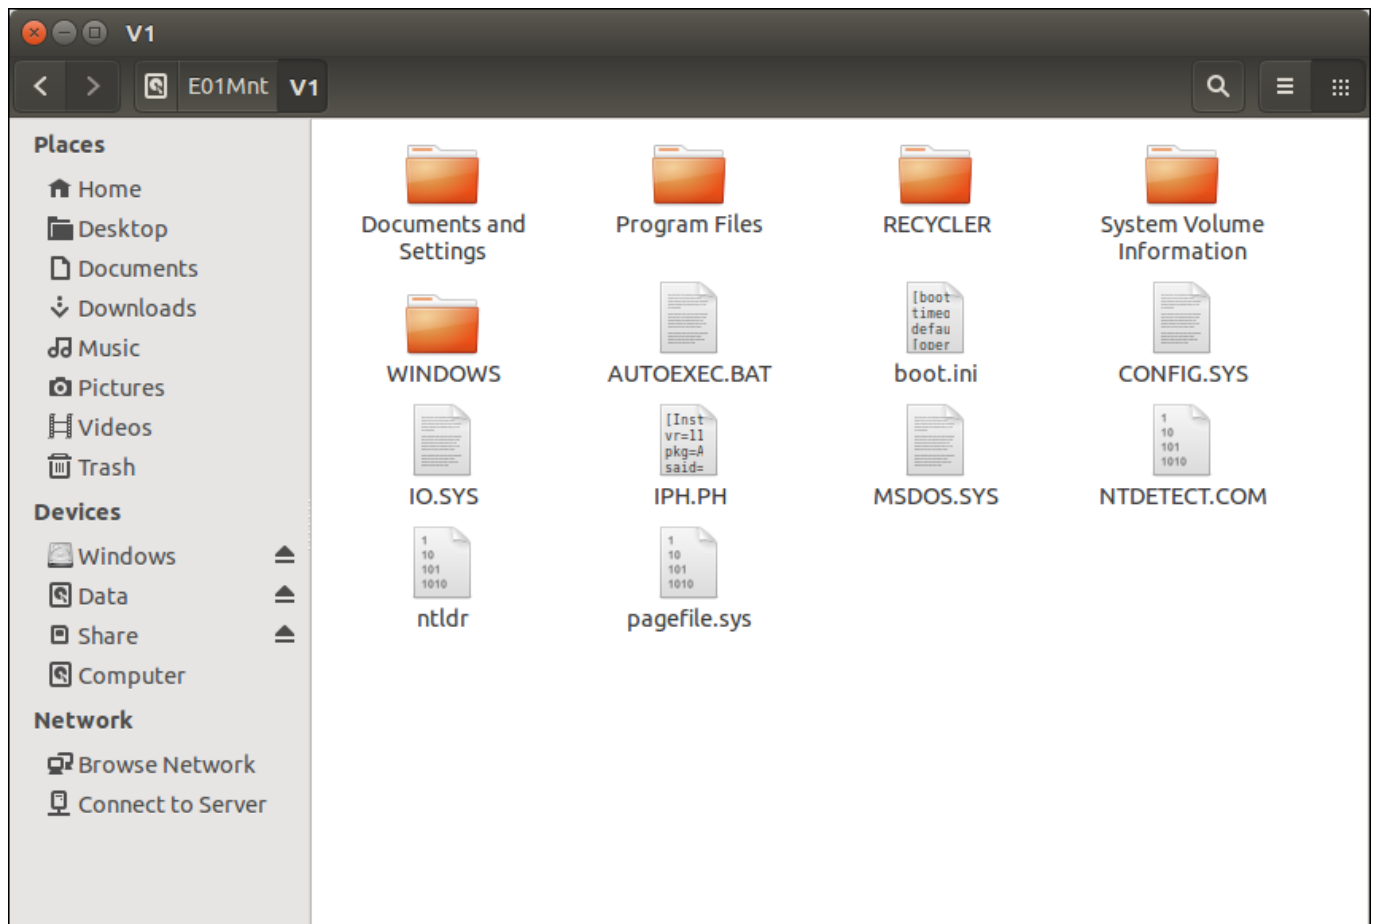 V1
E01Mnt V1
Places
Home
Desktop
Documents
Downloads
Music
Pictures
Videos
Trash
Devices
Windows
Data
Share
Computer
Network
Browse Network
Connect to Server
Documents and
Settings
Program Files
RECYCLER
System Volume
Information
WINDOWS
AUTOEXEC.BAT
[boot
timeo
defau
[oper
boot.ini
CONFIG.SYS
IO.SYS
[Inst
vr=11
pkg=A
said=
IPH.PH
MSDOS.SYS
1
10
101
1010
NTDETECT.COM
1
10
101
1010
ntldr
1
10
101
1010
pagefile.sys